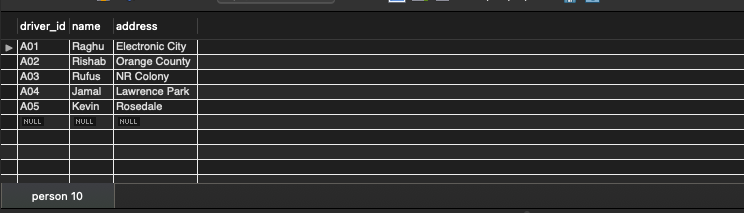 driver_id name address
A01 Raghu Electronic City
A02 Rishab Orange County
A03 Rufus NR Colony
A04 Jamal Lawrence Park
A05 Kevin Rosedale
NULL NULL NULL
person 10